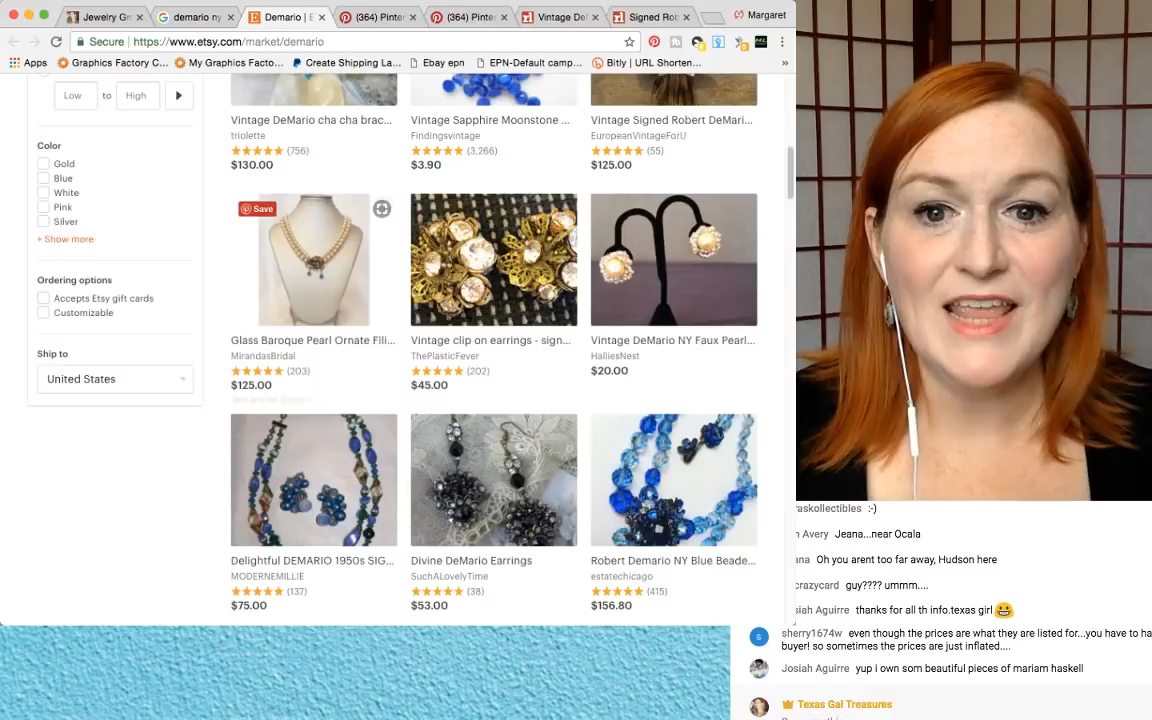 Jewelry Gr
demario ny
Demario | E
(364) Pinter
(364) Pinter
Vintage De
Signed Rob
Margaret
Secure | https://www.etsy.com/market/demario
Apps
Graphics Factory C...
My Graphics Facto...
Create Shipping La...
Ebay epn
EPN-Default camp...
Bitly | URL Shorten...
»
Low to High
Color
Gold
Blue
White
Pink
Silver
+ Show more
Ordering options
Accepts Etsy gift cards
Customizable
Ship to
United States
Vintage DeMario cha cha brac...
triolette
(756)
$130.00
Vintage Sapphire Moonstone ...
Findingsvintage
(3,266)
$3.90
Vintage Signed Robert DeMari...
EuropeanVintageForU
(55)
$125.00
Save
Glass Baroque Pearl Ornate Fili...
MirandasBridal
(203)
$125.00
Vintage clip on earrings - sign...
ThePlasticFever
(202)
$45.00
Vintage DeMario NY Faux Pearl...
HalliesNest
$20.00
Delightful DEMARIO 1950s SIG...
MODERNEMILLIE
(137)
$75.00
Divine DeMario Earrings
SuchALovelyTime
(38)
$53.00
Robert Demario NY Blue Beade...
estatechicago
(415)
$156.80
raskollectibles :-)
n Avery Jeana...near Ocala
ana Oh you arent too far away, Hudson here
crazycard guy???? ummm....
siah Aguirre thanks for all th info.texas girl
S
sherry1674w even though the prices are what they are listed for...you have to ha
buyer! so sometimes the prices are just inflated....
Josiah Aguirre yup i own som beautiful pieces of mariam haskell
Texas Gal Treasures